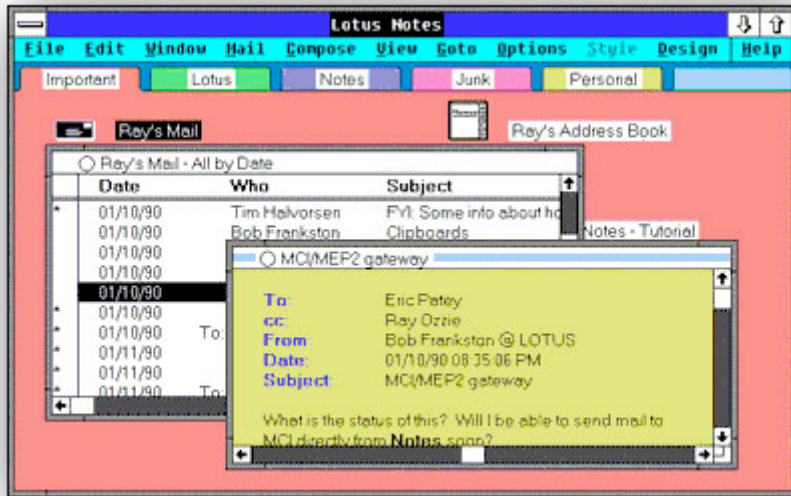 Lotus Notes
File Edit Window Mail Compose View Goto Options Style Design Help
Important Lotus Notes Junk Personal
Ray's Mail Ray's Address Book
Ray's Mail - All by Date
Date Who Subject
* 01/10/90 Tim Halvorsen FYI: Some info about ho
01/10/90 Bob Frankston Clipboards
Notes - Tutorial
01/10/90
01/10/90
01/10/90
* 01/10/90
* 01/10/90 To:
* 01/11/90
* 01/11/90
* 01/11/90 To:
MCI/MEP2 gateway
To: Eric Patey
cc: Ray Ozzie
From: Bob Frankston @ LOTUS
Date: 01/10/90 08:35:06 PM
Subject: MCI/MEP2 gateway
What is the status of this? Will I be able to send mail to
MCI directly from Notes soon?